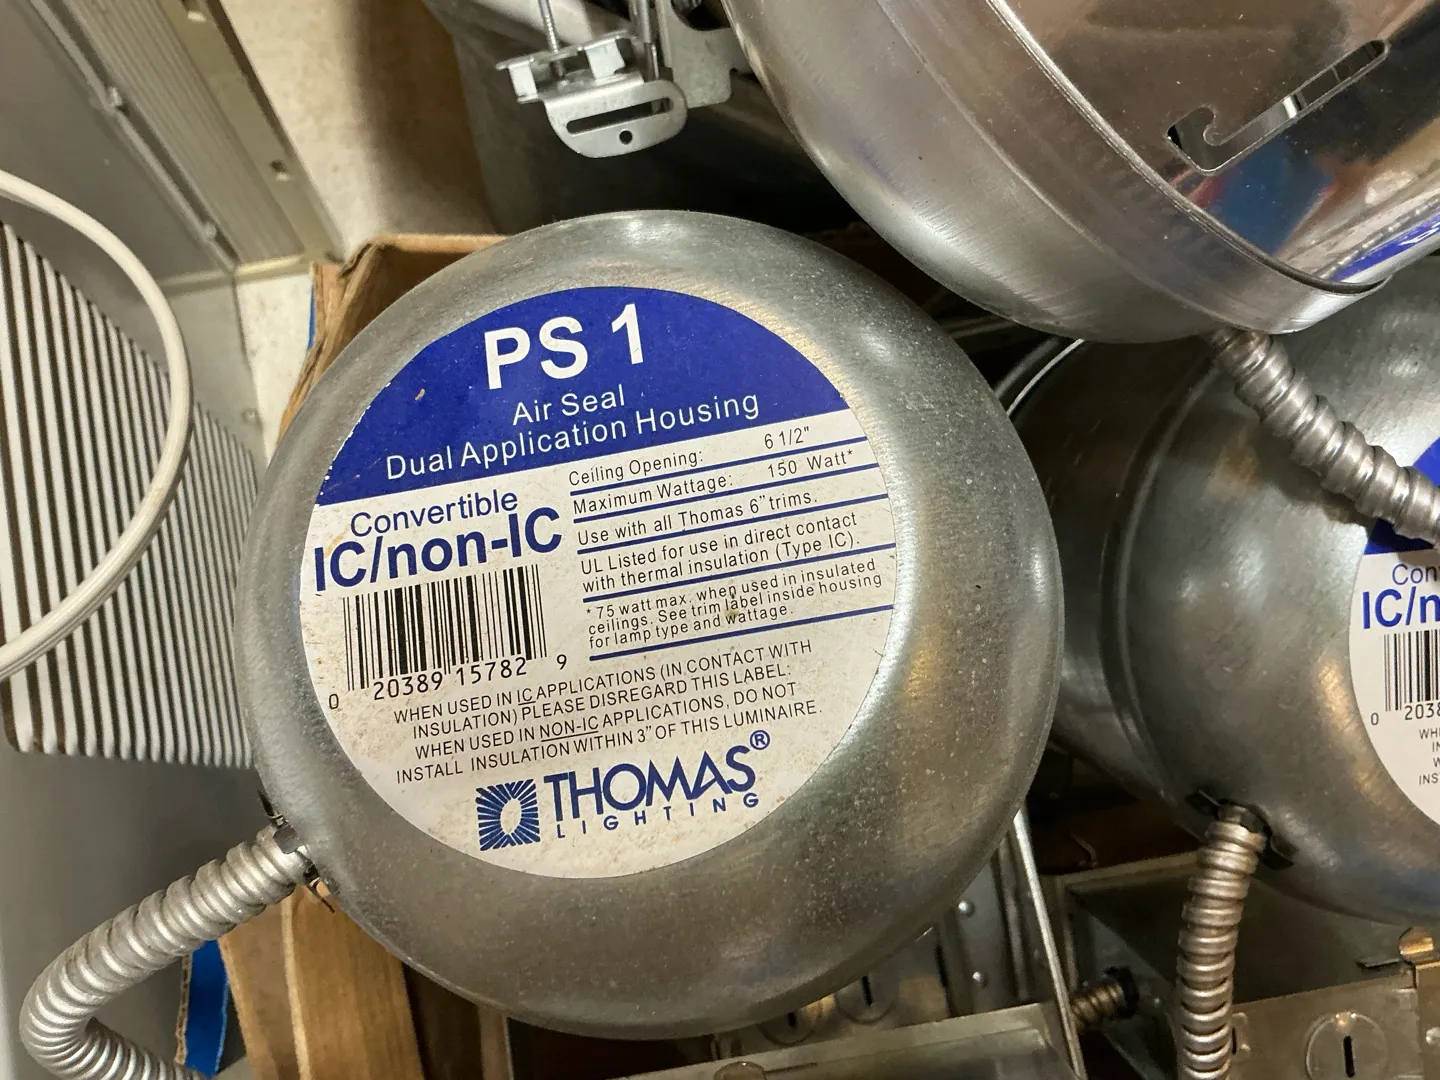 PS 1
Air Seal
Dual Application Housing
Convertible
IC/non-IC
Ceiling Opening: 6 1/2"
Maximum Wattage: 150 Watt*
Use with all Thomas 6" trims.
UL Listed for use in direct contact
with thermal insulation (Type IC).
* 75 watt max. when used in insulated
ceilings. See trim label inside housing
for lamp type and wattage.
0 20389 15782 9
WHEN USED IN IC APPLICATIONS (IN CONTACT WITH
INSULATION) PLEASE DISREGARD THIS LABEL:
WHEN USED IN NON-IC APPLICATIONS, DO NOT
INSTALL INSULATION WITHIN 3" OF THIS LUMINAIRE.
THOMAS®
LIGHTING
Con
IC/n
0 203
WH
IN
W
INS